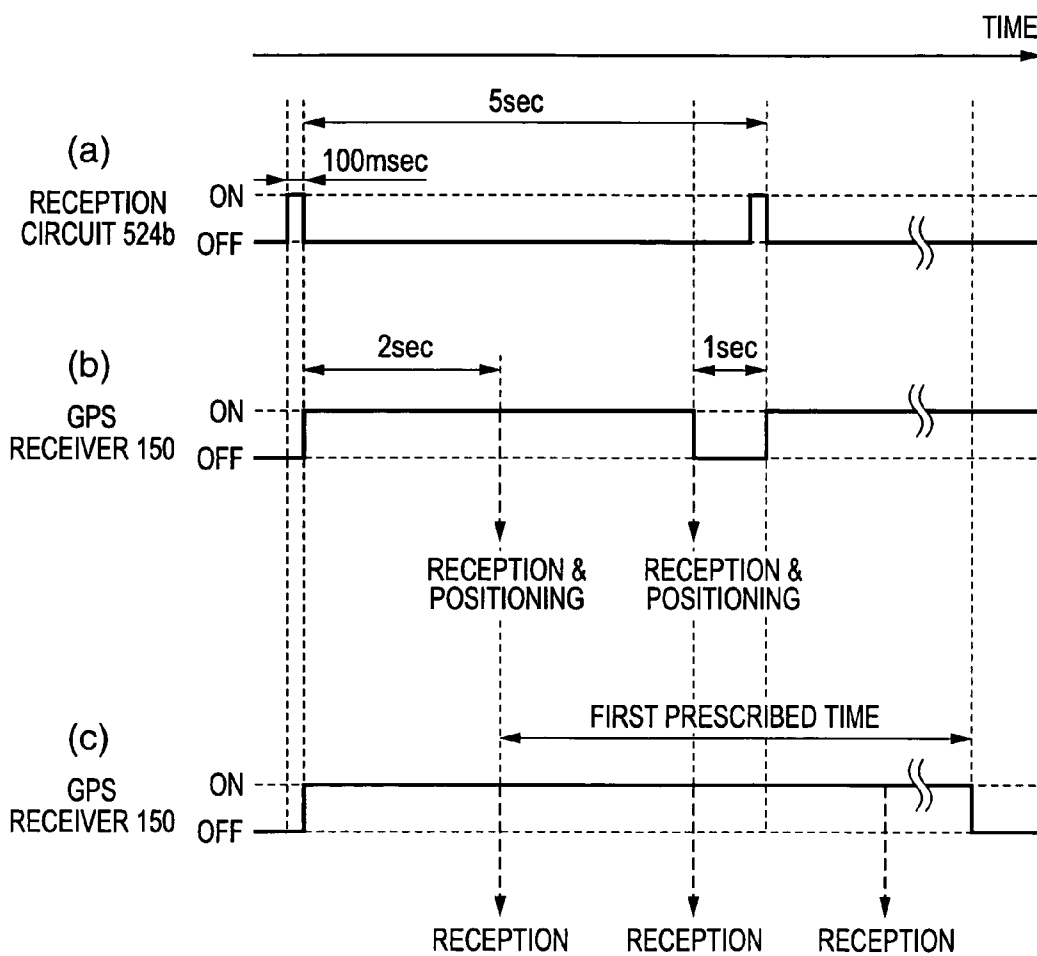 TIME
5sec
(a)
100msec
RECEPTION
CIRCUIT 524b
ON
OFF
2sec
1sec
(b)
GPS
RECEIVER 150
ON
OFF
RECEPTION &
POSITIONING
RECEPTION &
POSITIONING
FIRST PRESCRIBED TIME
(c)
GPS
RECEIVER 150
ON
OFF
RECEPTION
RECEPTION
RECEPTION